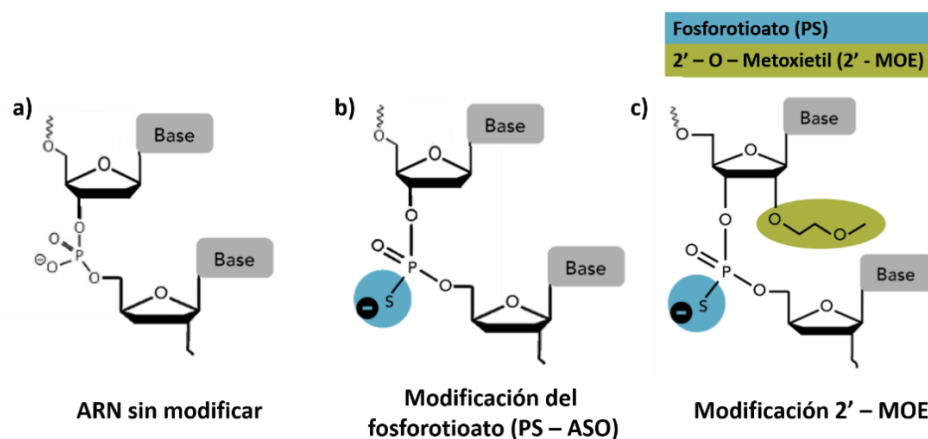 Fosforotioato (PS)
2’ – O – Metoxietil (2’ - MOE)
a)
Base
O
O
O
O
P
O
O
Base
O
ARN sin modificar
b)
Base
O
O
O
O
P
S
O
Base
O
Modificación del
fosforotioato (PS – ASO)
c)
Base
O
O
O
O
O
O
P
S
O
Base
O
Modificación 2’ – MOE